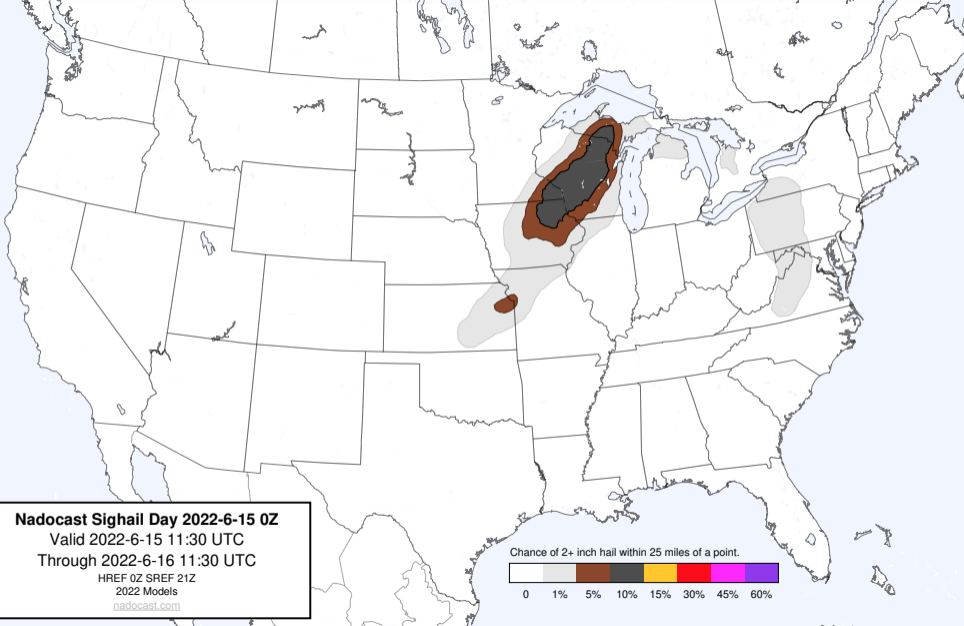 Nadocast Sighail Day 2022-6-15 0Z
Valid 2022-6-15 11:30 UTC
Through 2022-6-16 11:30 UTC
HREF 0Z SREF 21Z
2022 Models
nadocast.com
Chance of 2+ inch hail within 25 miles of a point.
0 1% 5% 10% 15% 30% 45% 60%